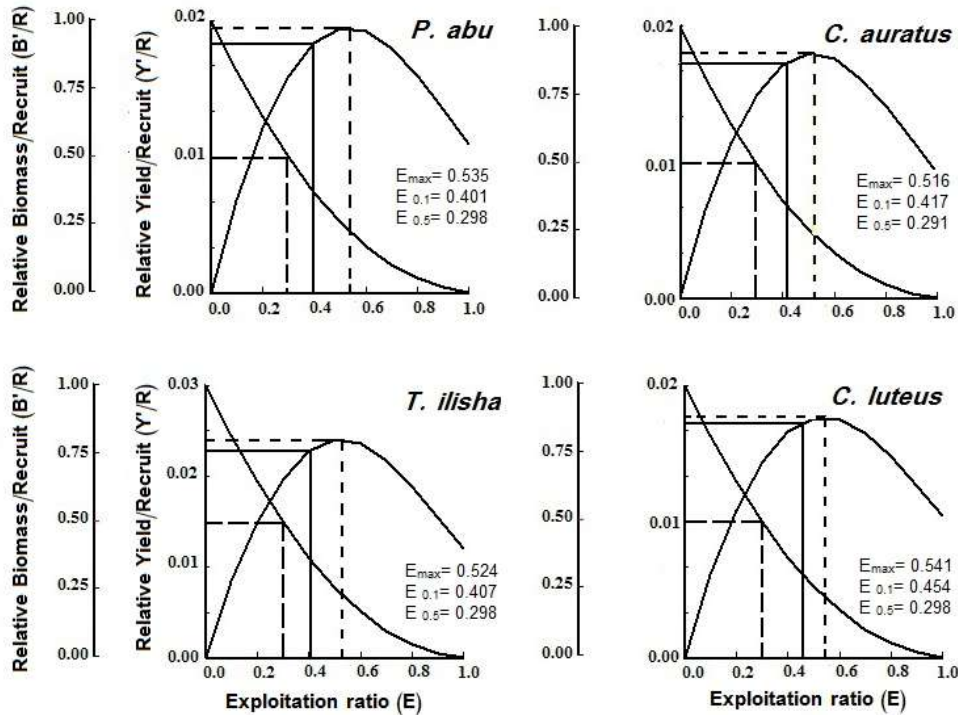 P. abu
Relative Biomass/Recruit (B'/R)
1.00
0.75
0.50
0.25
0.00
Relative Yield/Recruit (Y'/R)
0.02
0.01
0.00
Emax= 0.535
E 0.1= 0.401
E 0.5= 0.298
0.0 0.2 0.4 0.6 0.8 1.0
C. auratus
1.00
0.75
0.50
0.25
0.00
0.02
0.01
0.00
Emax= 0.516
E 0.1= 0.417
E 0.5= 0.291
0.0 0.2 0.4 0.6 0.8 1.0
T. ilisha
Relative Biomass/Recruit (B'/R)
1.00
0.75
0.50
0.25
0.00
Relative Yield/Recruit (Y'/R)
0.03
0.02
0.01
0.00
Emax= 0.524
E 0.1= 0.407
E 0.5= 0.298
0.0 0.2 0.4 0.6 0.8 1.0
Exploitation ratio (E)
C. luteus
1.00
0.75
0.50
0.25
0.00
0.02
0.01
0.00
Emax= 0.541
E 0.1= 0.454
E 0.5= 0.298
0.0 0.2 0.4 0.6 0.8 1.0
Exploitation ratio (E)